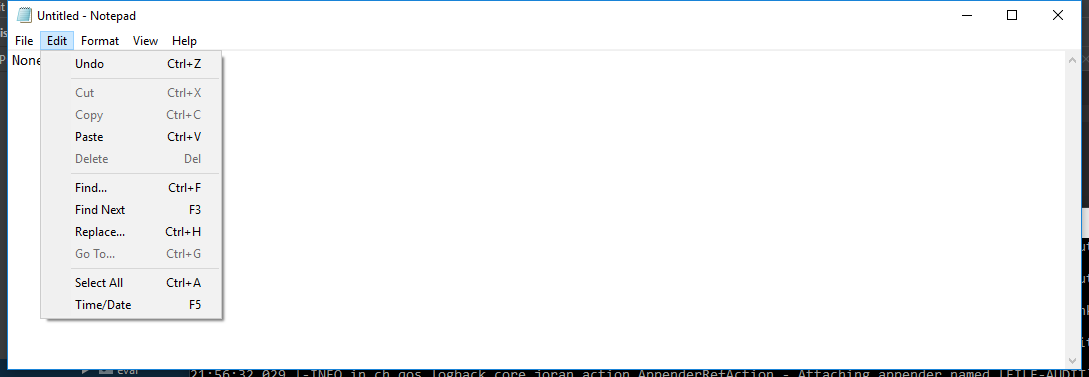 Untitled - Notepad
File Edit Format View Help
None
Undo Ctrl+Z
Cut Ctrl+X
Copy Ctrl+C
Paste Ctrl+V
Delete Del
Find... Ctrl+F
Find Next F3
Replace... Ctrl+H
Go To... Ctrl+G
Select All Ctrl+A
Time/Date F5
eval
21:56:32,029 |-INFO in ch.qos.logback.core.joran.action.AppenderRefAction - Attaching appender named [FILE-AUDIT